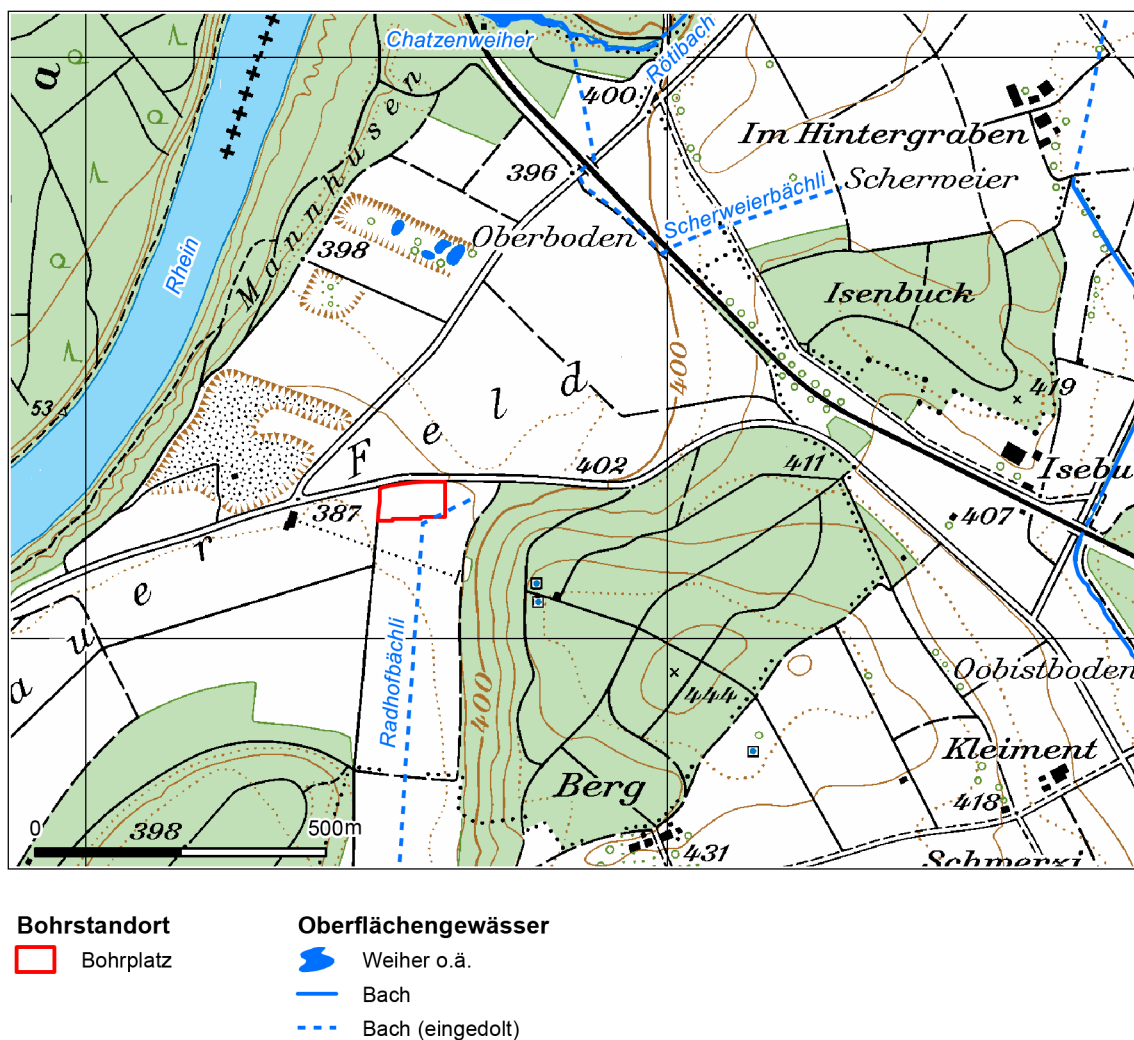 Chatzenweiher
Rötibach
a
400
Im Hintergraben
Mannhusen
396
Scherweier
Scherweierbächli
Oberboden
398
Rhein
Isenbuck
400
d
419
l
53
e
F
402
411
Isebu
387
407
r
e
u
Radhofbächli
400
a
444
Oobistboden
Kleiment
Berg
418
0
500m
398
431
Schmerzi
Bohrstandort
Bohrplatz
Oberflächengewässer
Weiher o.ä.
Bach
Bach (eingedolt)